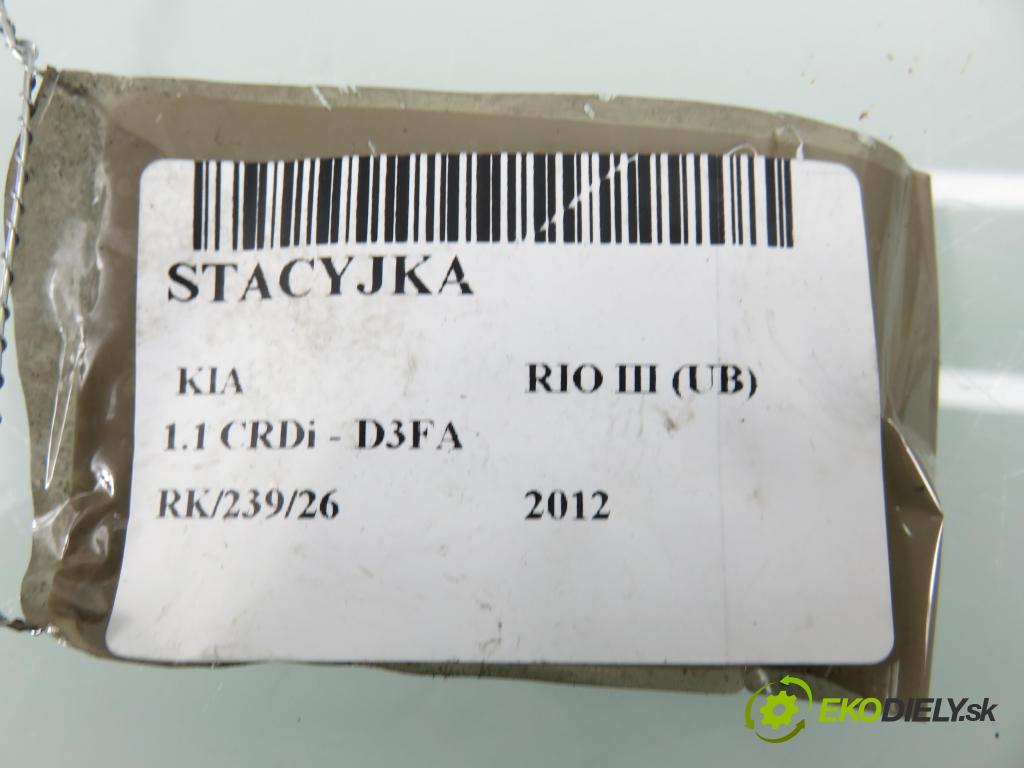 STACYJKA
KIA RIO III (UB)
1.1 CRDi - D3FA
RK/239/26 2012
EKODIELY.sk